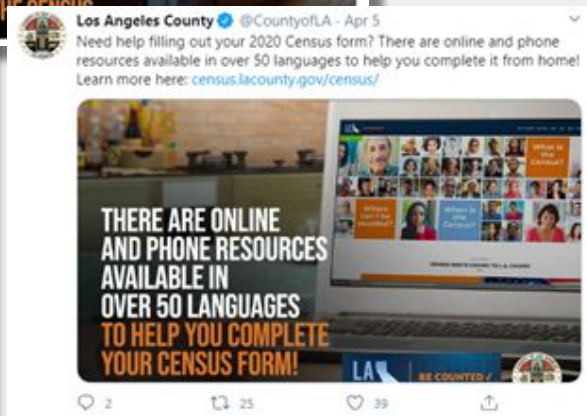 HE CENSUS
Los Angeles County @CountyofLA · Apr 5
Need help filling out your 2020 Census form? There are online and phone
resources available in over 50 languages to help you complete it from home!
Learn more here: census.lacounty.gov/census/
What is
the
Census?
When is
the
Census?
THERE ARE ONLINE
AND PHONE RESOURCES
AVAILABLE IN
OVER 50 LANGUAGES
TO HELP YOU COMPLETE
YOUR CENSUS FORM!
LA
BE COUNTED
2
25
39